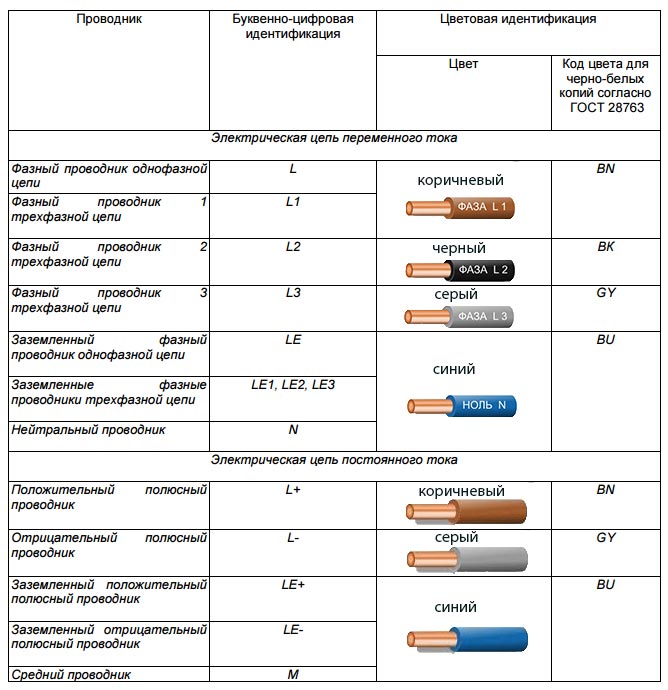 Проводник
Буквенно-цифровая
идентификация
Цветовая идентификация
Цвет
Код цвета для
черно-белых
копий согласно
ГОСТ 28763
Электрическая цепь переменного тока
Фазный проводник однофазной
цепи
L
коричневый
BN
Фазный проводник 1
трехфазной цепи
L1
ФАЗА L 1
Фазный проводник 2
трехфазной цепи
L2
черный
ФАЗА L 2
BK
Фазный проводник 3
трехфазной цепи
L3
серый
ФАЗА L 3
GY
Заземленный фазный
проводник однофазной цепи
LE
синий
BU
Заземленные фазные
проводники трехфазной цепи
LE1, LE2, LE3
НОЛЬ N
Нейтральный проводник
N
Электрическая цепь постоянного тока
Положительный полюсный
проводник
L+
коричневый
BN
Отрицательный полюсный
проводник
L-
серый
GY
Заземленный положительный
полюсный проводник
LE+
синий
BU
Заземленный отрицательный
полюсный проводник
LE-
Средний проводник
M